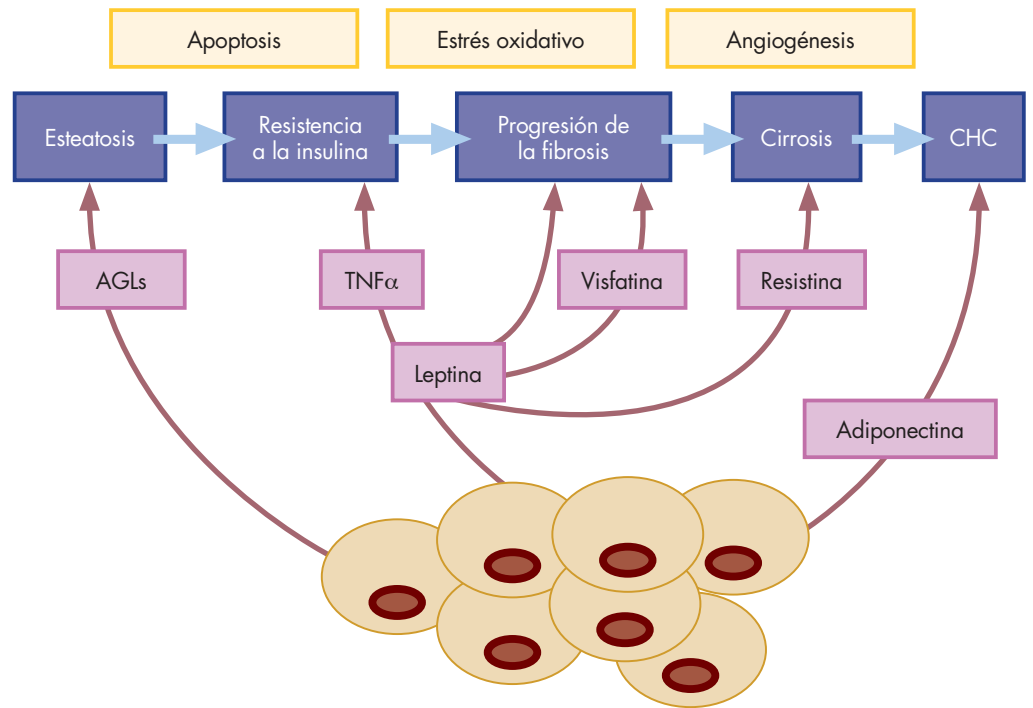 Apoptosis
Estrés oxidativo
Angiogénesis
Esteatosis
Resistencia
a la insulina
Progresión de
la fibrosis
Cirrosis
CHC
AGLs
TNFα
Visfatina
Resistina
Leptina
Adiponectina